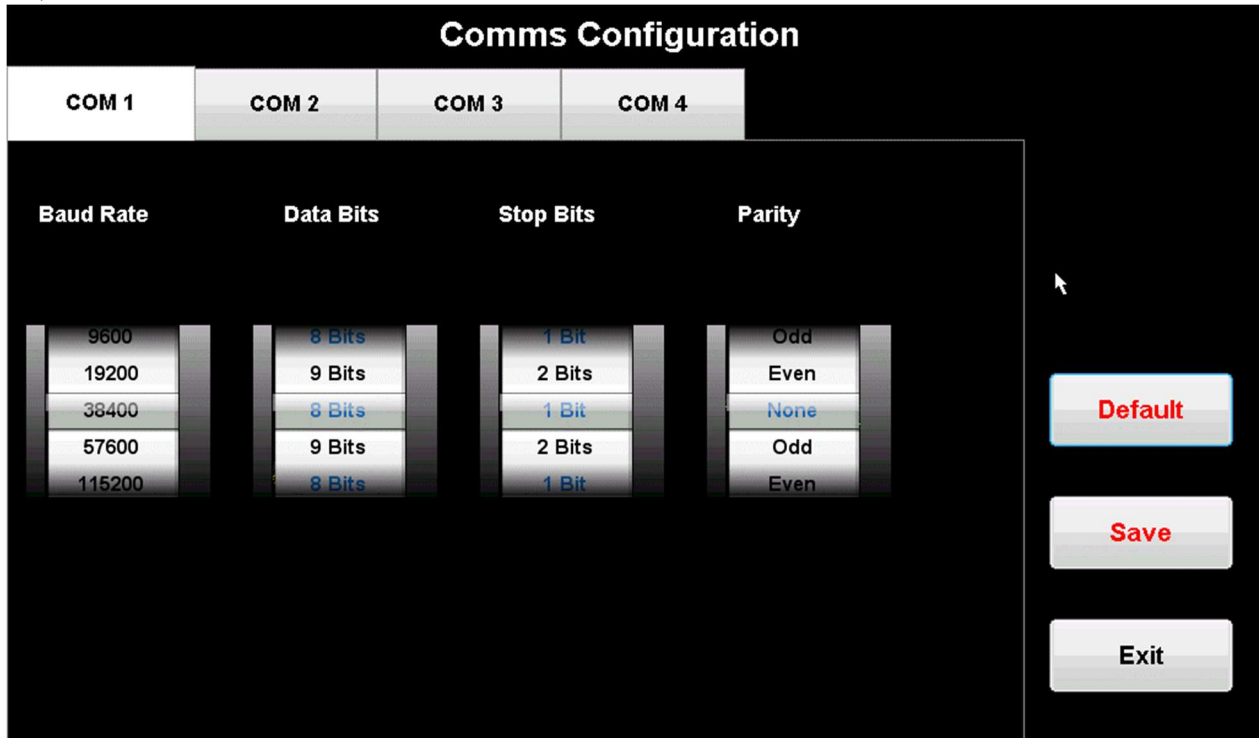 Comms Configuration
COM 1 COM 2 COM 3 COM 4
Baud Rate Data Bits Stop Bits Parity
9600 8 Bits 1 Bit Odd
19200 9 Bits 2 Bits Even
38400 8 Bits 1 Bit None
57600 9 Bits 2 Bits Odd
115200 8 Bits 1 Bit Even
Default
Save
Exit